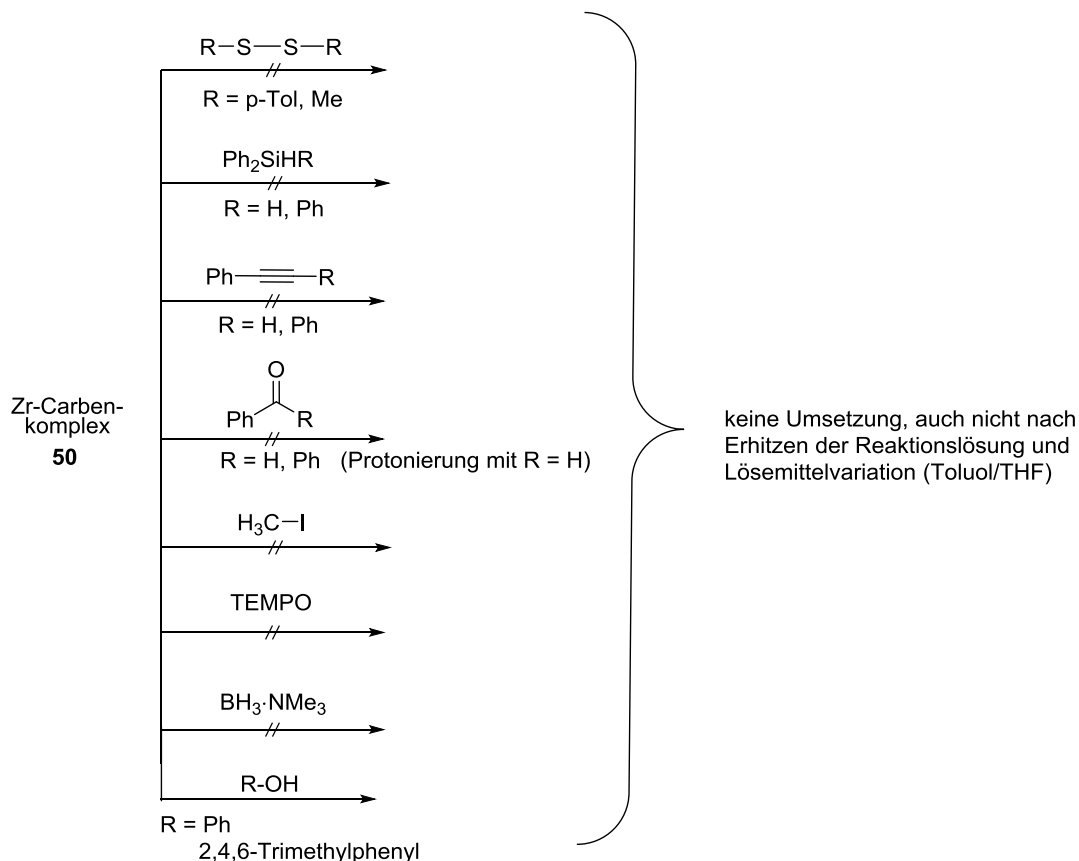 R–S–S–R
R = p-Tol, Me
Ph₂SiHR
R = H, Ph
Ph R
R = H, Ph
O
Ph R
R = H, Ph (Protonierung mit R = H)
Zr-Carben-
komplex
50
keine Umsetzung, auch nicht nach
Erhitzen der Reaktionslösung und
Lösemittelvariation (Toluol/THF)
H₃C–I
TEMPO
BH₃·NMe₃
R-OH
R = Ph
2,4,6-Trimethylphenyl